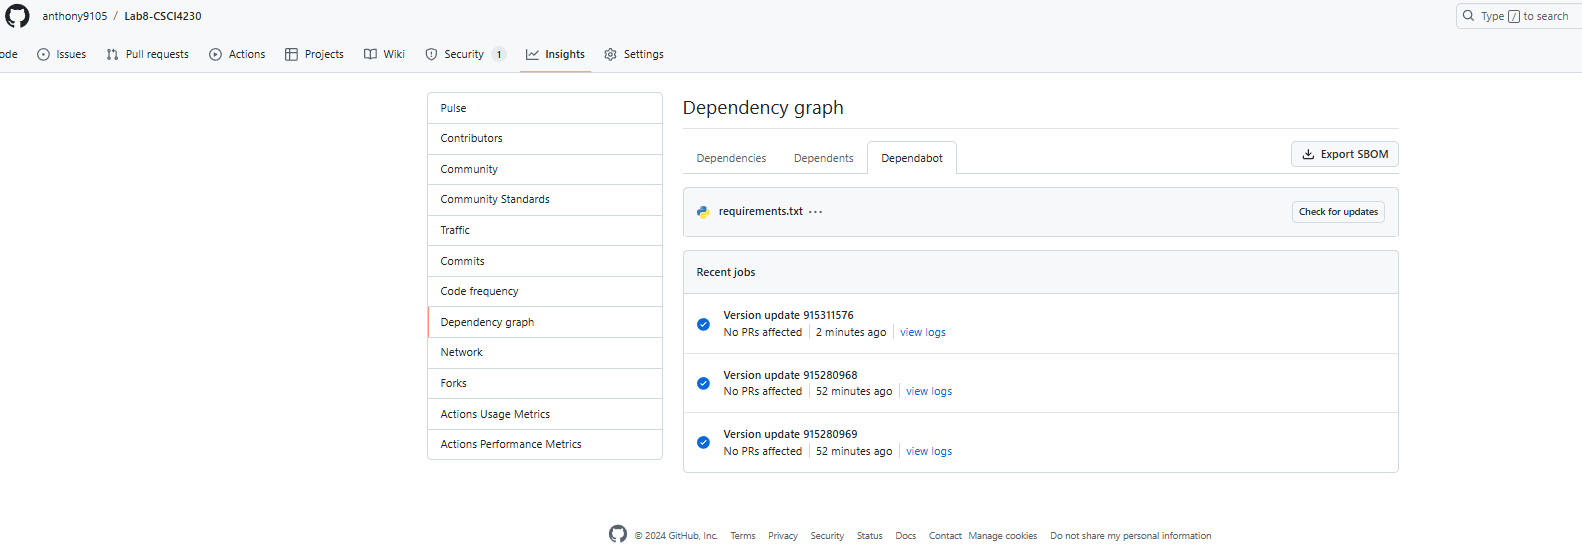 anthony9105 / Lab8-CSCI4230
Type / to search
ode Issues Pull requests Actions Projects Wiki Security 1 Insights Settings
Pulse
Contributors
Community
Community Standards
Traffic
Commits
Code frequency
Dependency graph
Network
Forks
Actions Usage Metrics
Actions Performance Metrics
Dependency graph
Dependencies Dependents Dependabot
Export SBOM
requirements.txt ···
Check for updates
Recent jobs
Version update 915311576
No PRs affected 2 minutes ago view logs
Version update 915280968
No PRs affected 52 minutes ago view logs
Version update 915280969
No PRs affected 52 minutes ago view logs
© 2024 GitHub, Inc. Terms Privacy Security Status Docs Contact Manage cookies Do not share my personal information